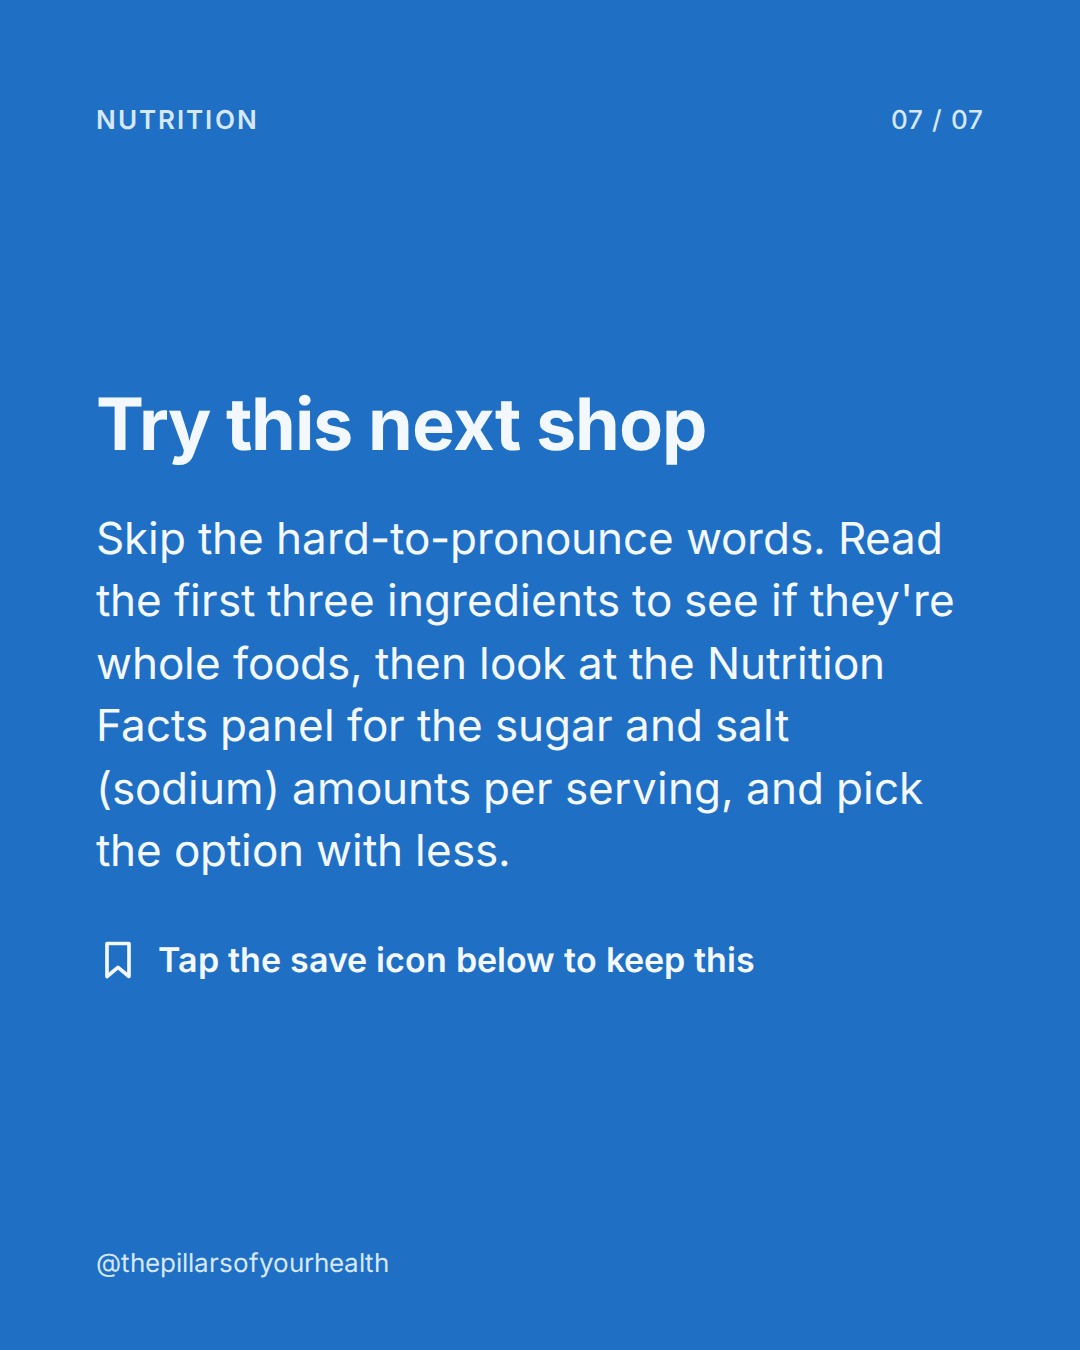 NUTRITION
07 / 07
Try this next shop
Skip the hard-to-pronounce words. Read
the first three ingredients to see if they're
whole foods, then look at the Nutrition
Facts panel for the sugar and salt
(sodium) amounts per serving, and pick
the option with less.
Tap the save icon below to keep this
@thepillarsofyourhealth